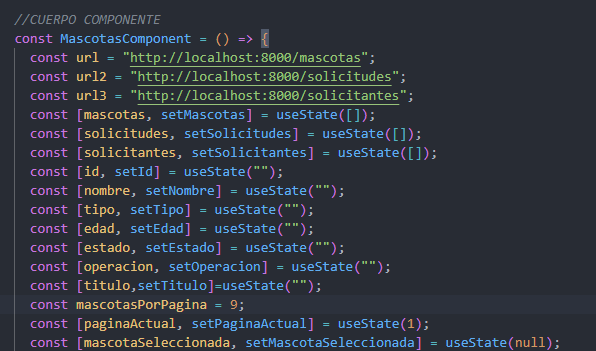 //CUERPO COMPONENTE
const MascotasComponent = () => {
const url = "http://localhost:8000/mascotas";
const url2 = "http://localhost:8000/solicitudes";
const url3 = "http://localhost:8000/solicitantes";
const [mascotas, setMascotas] = useState([]);
const [solicitudes, setSolicitudes] = useState([]);
const [solicitantes, setSolicitantes] = useState([]);
const [id, setId] = useState("");
const [nombre, setNombre] = useState("");
const [tipo, setTipo] = useState("");
const [edad, setEdad] = useState("");
const [estado, setEstado] = useState("");
const [operacion, setOperacion] = useState("");
const [titulo,setTitulo]=useState("");
const mascotasPorPagina = 9;
const [paginaActual, setPaginaActual] = useState(1);
const [mascotaSeleccionada, setMascotaSeleccionada] = useState(null);